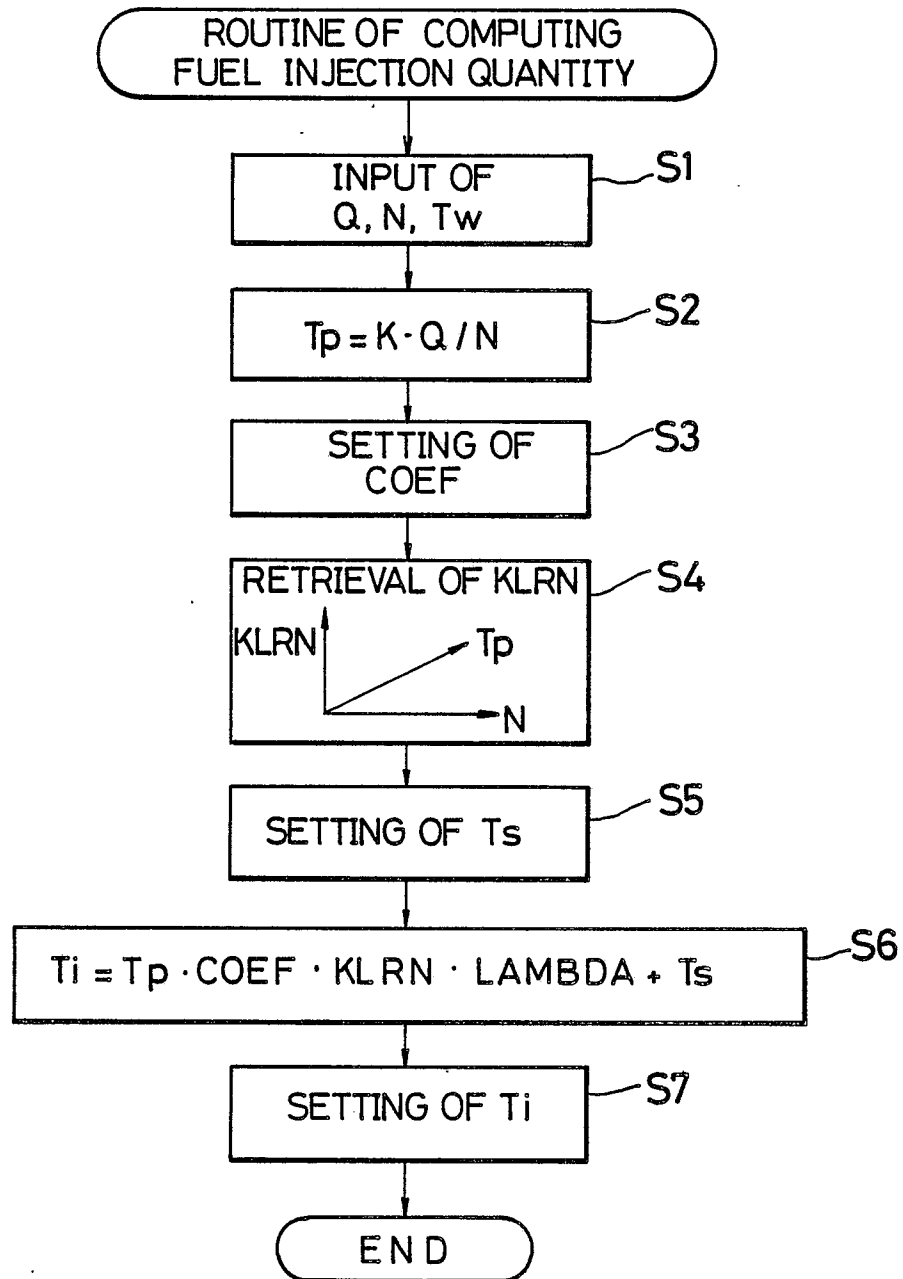 ROUTINE OF COMPUTING
FUEL INJECTION QUANTITY
S1
INPUT OF
Q, N, Tw
S2
Tp = K · Q / N
S3
SETTING OF
COEF
S4
RETRIEVAL OF KLRN
KLRN
Tp
N
S5
SETTING OF Ts
S6
Ti = Tp · COEF · KLRN · LAMBDA + Ts
S7
SETTING OF Ti
END